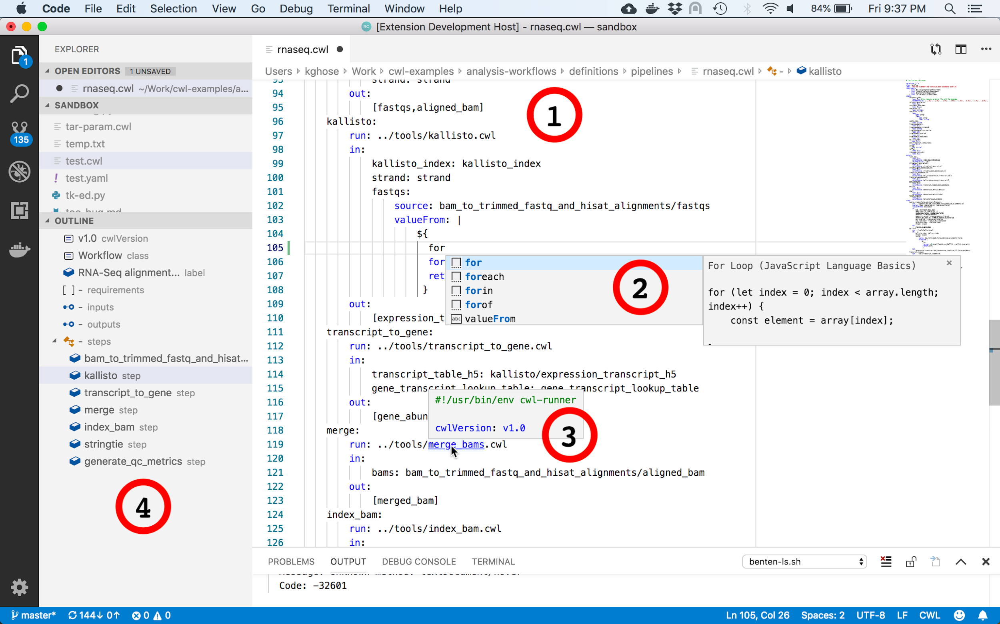 Code File Edit Selection View Go Debug Terminal Window Help 84% Fri 9:37 PM
RC [Extension Development Host] - rnaseq.cwl — sandbox
EXPLORER
1
OPEN EDITORS 1 UNSAVED
rnaseq.cwl ~/Work/cwl-examples/a...
SANDBOX
tar-param.cwl
135
temp.txt
test.cwl
! test.yaml
tk-ed.py
too-bug.md
OUTLINE
v1.0 cwlVersion
Workflow class
RNA-Seq alignment... label
[ ] - requirements
- inputs
- outputs
- steps
bam_to_trimmed_fastq_and_hisat...
kallisto step
transcript_to_gene step
merge step
index_bam step
stringtie step
generate_qc_metrics step
4
rnaseq.cwl
Users kghose Work cwl-examples analysis-workflows definitions pipelines rnaseq.cwl - kallisto
93 strand: strand
94 out:
95 [fastqs,aligned_bam]
96 kallisto:
97 run: ../tools/kallisto.cwl
98 in:
99 kallisto_index: kallisto_index
100 strand: strand
101 fastqs:
102 source: bam_to_trimmed_fastq_and_hisat_alignments/fastqs
103 valueFrom: |
104 ${
105 for
106 for
107 ret
108 }
109 out:
110 [expression_t
111 transcript_to_gene:
112 run: ../tools/transcript_to_gene.cwl
113 in:
114 transcript_table_h5: kallisto/expression_transcript_h5
115 gene_transcript_lookup_table: gene_transcript_lookup_table
116 out:
117 [gene_abun
118 merge:
119 run: ../tools/merge_bams.cwl
120 in:
121 bams: bam_to_trimmed_fastq_and_hisat_alignments/aligned_bam
122 out:
123 [merged_bam]
124 index_bam:
125 run: ../tools/index_bam.cwl
126 in:
1
for
foreach
forin
forof
abc valueFrom
2
For Loop (JavaScript Language Basics)
for (let index = 0; index < array.length;
index++) {
const element = array[index];
#!/usr/bin/env cwl-runner
cwlVersion: v1.0
3
PROBLEMS OUTPUT DEBUG CONSOLE TERMINAL benten-ls.sh
Code: -32601
master* 144↓ 0↑ 0 0 Ln 105, Col 26 Spaces: 2 UTF-8 LF CWL